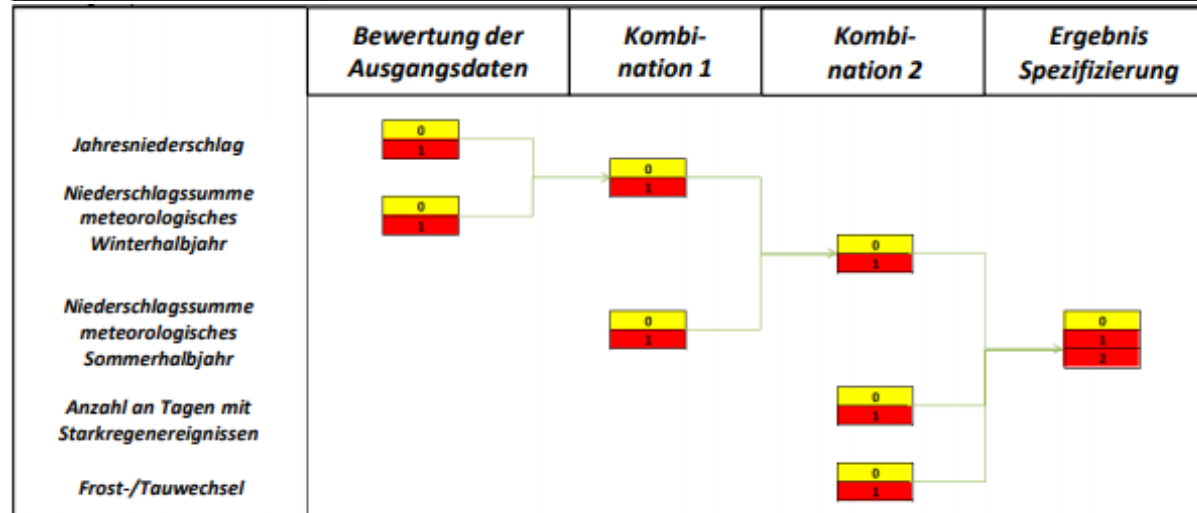 Bewertung der
Ausgangsdaten
Kombi-
nation 1
Kombi-
nation 2
Ergebnis
Spezifizierung
Jahresniederschlag
0
1
0
1
Niederschlagssumme
meteorologisches
Winterhalbjahr
0
1
0
1
Niederschlagssumme
meteorologisches
Sommerhalbjahr
0
1
0
1
2
Anzahl an Tagen mit
Starkregenereignissen
0
1
Frost-/Tauwechsel
0
1